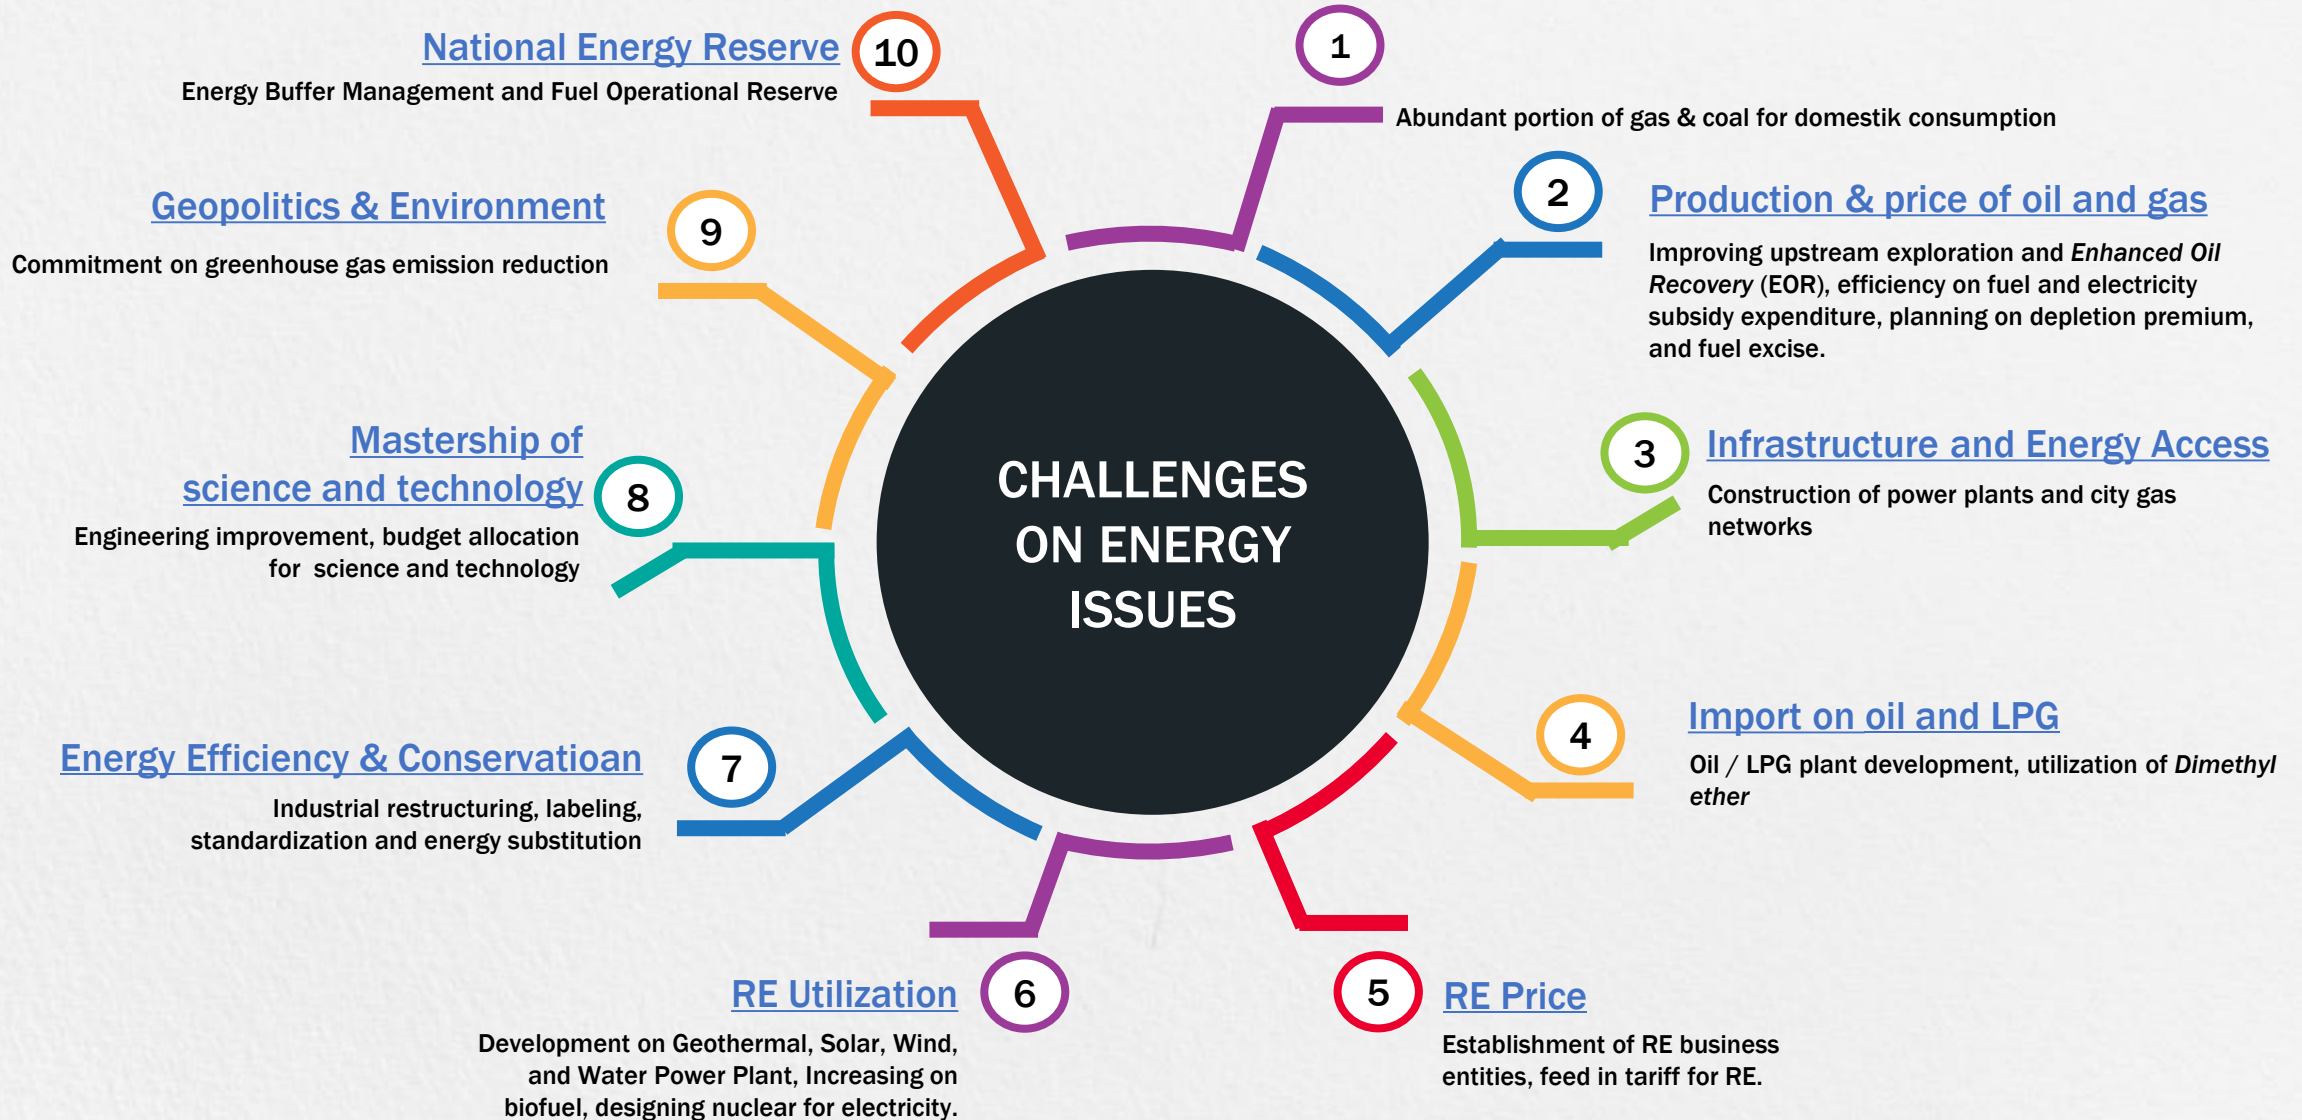 CHALLENGES
ON ENERGY
ISSUES
1
Abundant portion of gas & coal for domestik consumption
2
Production & price of oil and gas
Improving upstream exploration and Enhanced Oil
Recovery (EOR), efficiency on fuel and electricity
subsidy expenditure, planning on depletion premium,
and fuel excise.
3
Infrastructure and Energy Access
Construction of power plants and city gas
networks
4
Import on oil and LPG
Oil / LPG plant development, utilization of Dimethyl
ether
5
RE Price
Establishment of RE business
entities, feed in tariff for RE.
6
RE Utilization
Development on Geothermal, Solar, Wind,
and Water Power Plant, Increasing on
biofuel, designing nuclear for electricity.
7
Energy Efficiency & Conservatioan
Industrial restructuring, labeling,
standardization and energy substitution
8
Mastership of
science and technology
Engineering improvement, budget allocation
for science and technology
9
Geopolitics & Environment
Commitment on greenhouse gas emission reduction
10
National Energy Reserve
Energy Buffer Management and Fuel Operational Reserve